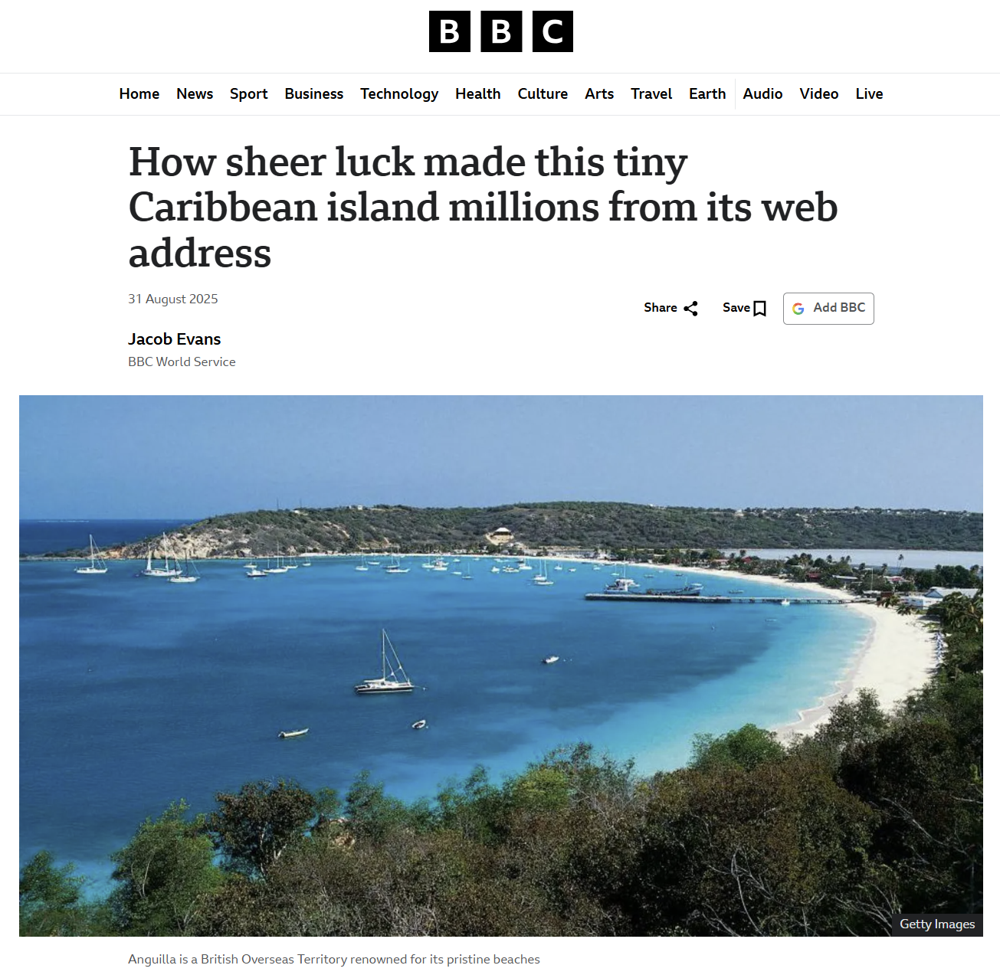 BBC
Home News Sport Business Technology Health Culture Arts Travel Earth Audio Video Live
How sheer luck made this tiny
Caribbean island millions from its web
address
31 August 2025
Share Save Add BBC
Jacob Evans
BBC World Service
Getty Images
Anguilla is a British Overseas Territory renowned for its pristine beaches